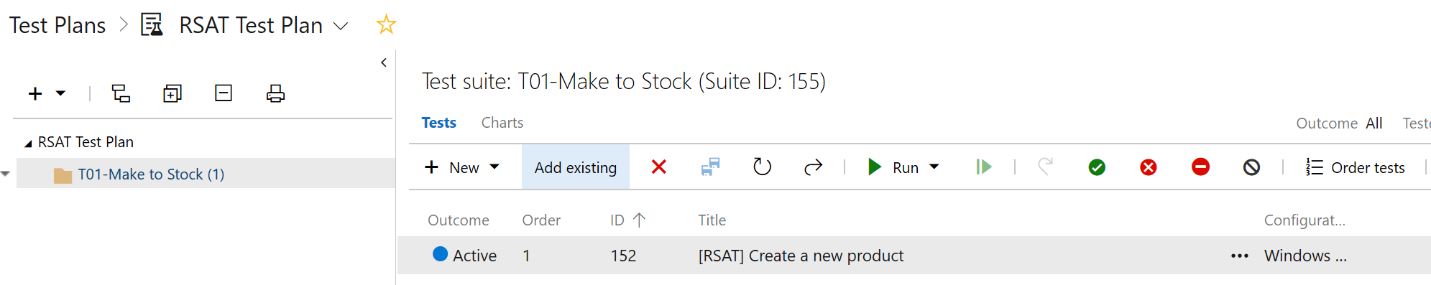 Test Plans RSAT Test Plan
Test suite: T01-Make to Stock (Suite ID: 155)
Tests Charts Outcome All
RSAT Test Plan
T01-Make to Stock (1)
+ New Add existing Run Order tests
Outcome Order ID ↑ Title Configurat...
Active 1 152 [RSAT] Create a new product ... Windows ...